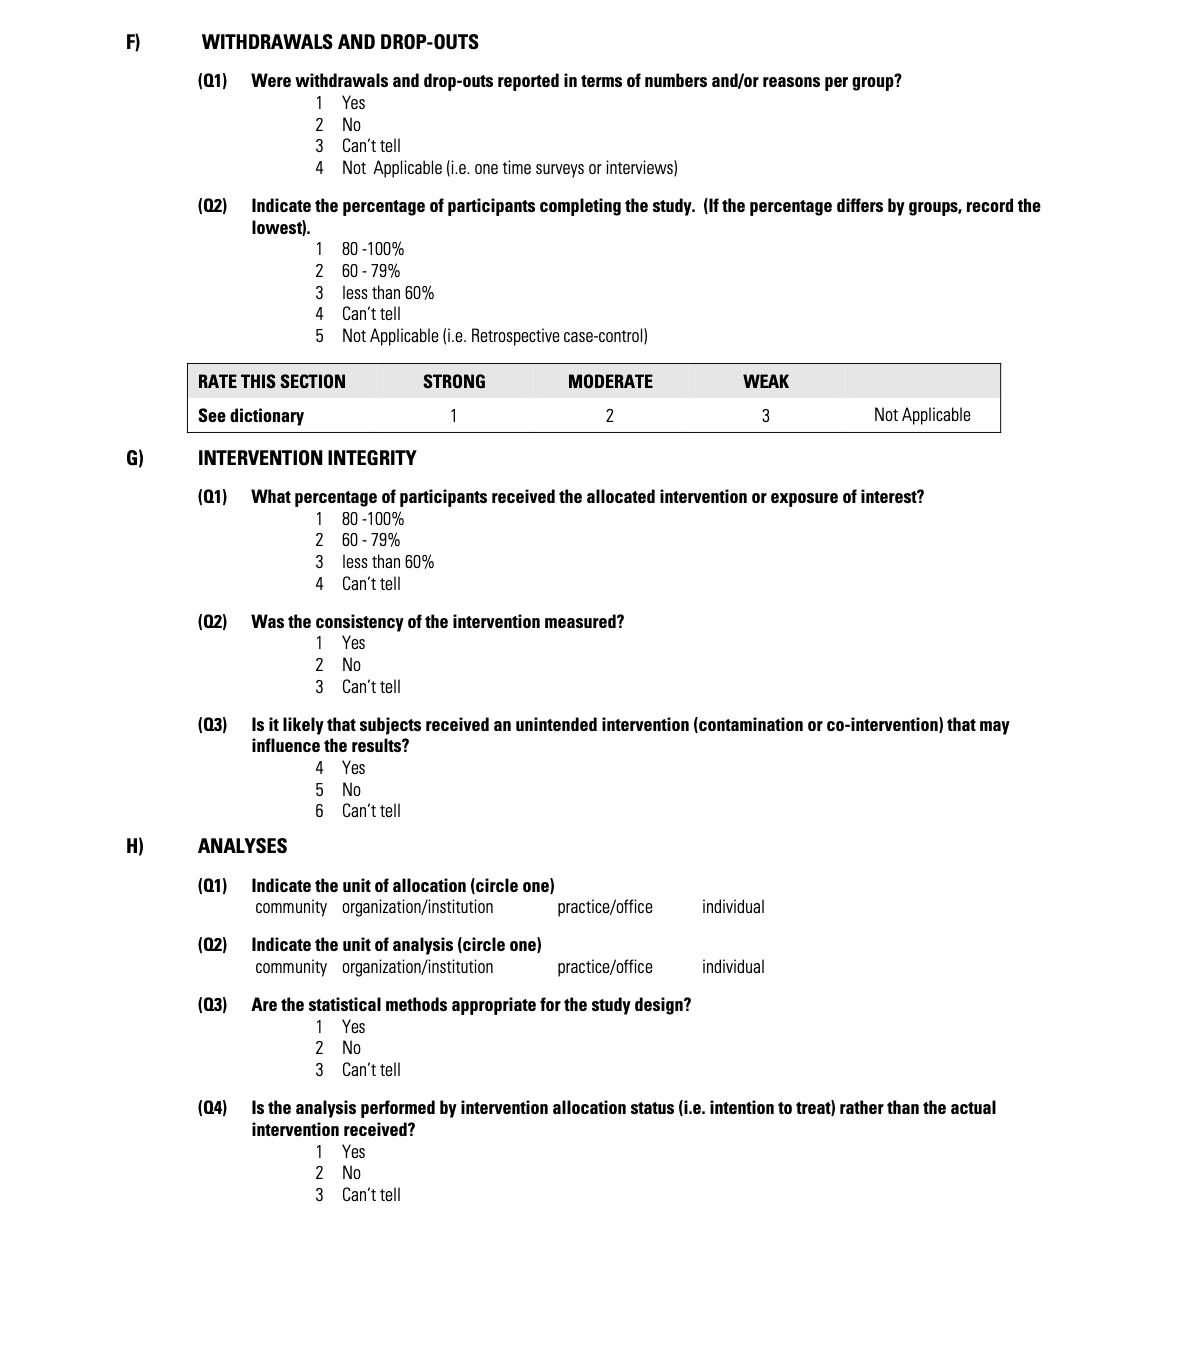 F) WITHDRAWALS AND DROP-OUTS
(Q1) Were withdrawals and drop-outs reported in terms of numbers and/or reasons per group?
1 Yes
2 No
3 Can't tell
4 Not Applicable (i.e. one time surveys or interviews)
(Q2) Indicate the percentage of participants completing the study. (If the percentage differs by groups, record the
lowest).
1 80 -100%
2 60 - 79%
3 less than 60%
4 Can't tell
5 Not Applicable (i.e. Retrospective case-control)
RATE THIS SECTION STRONG MODERATE WEAK
See dictionary 1 2 3 Not Applicable
G) INTERVENTION INTEGRITY
(Q1) What percentage of participants received the allocated intervention or exposure of interest?
1 80 -100%
2 60 - 79%
3 less than 60%
4 Can't tell
(Q2) Was the consistency of the intervention measured?
1 Yes
2 No
3 Can't tell
(Q3) Is it likely that subjects received an unintended intervention (contamination or co-intervention) that may
influence the results?
4 Yes
5 No
6 Can't tell
H) ANALYSES
(Q1) Indicate the unit of allocation (circle one)
community organization/institution practice/office individual
(Q2) Indicate the unit of analysis (circle one)
community organization/institution practice/office individual
(Q3) Are the statistical methods appropriate for the study design?
1 Yes
2 No
3 Can't tell
(Q4) Is the analysis performed by intervention allocation status (i.e. intention to treat) rather than the actual
intervention received?
1 Yes
2 No
3 Can't tell